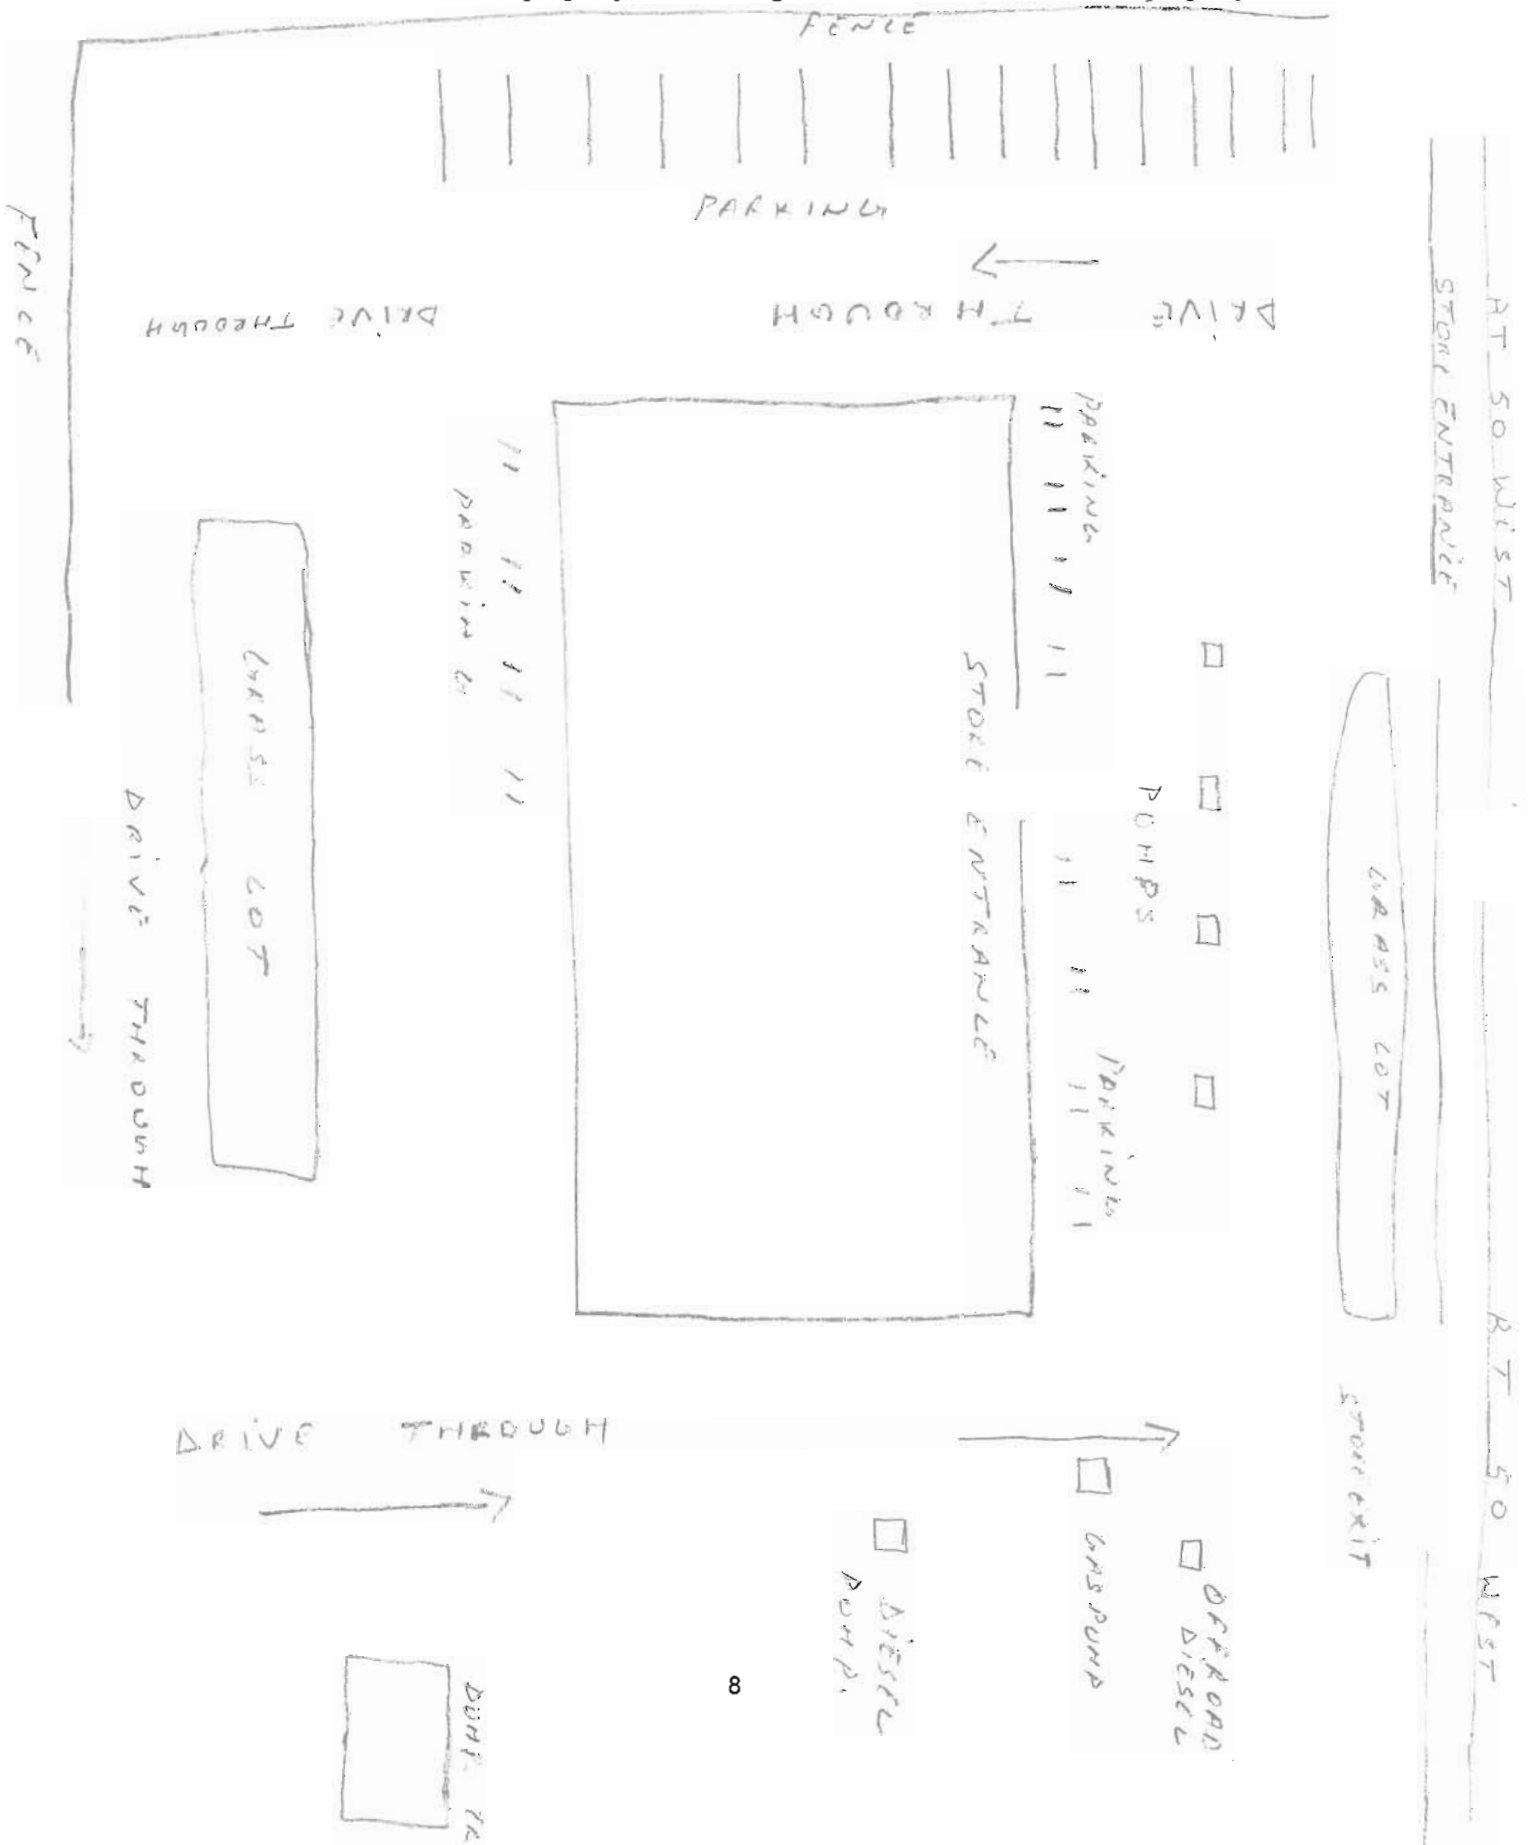 FENCE
PARKING
DRIVE THROUGH
DRIVE THROUGH
FENCE
RT 50 WEST
STORE ENTRANCE
PARKING
PARKING
STORE ENTRANCE
GRASS LOT
PUMPS
GRASS LOT
DRIVE THROUGH
PARKING
RT 50 WEST
STORE EXIT
DRIVE THROUGH
GAS PUMP
OFFROAD
DIESEL
DIESEL
PUMP.
8